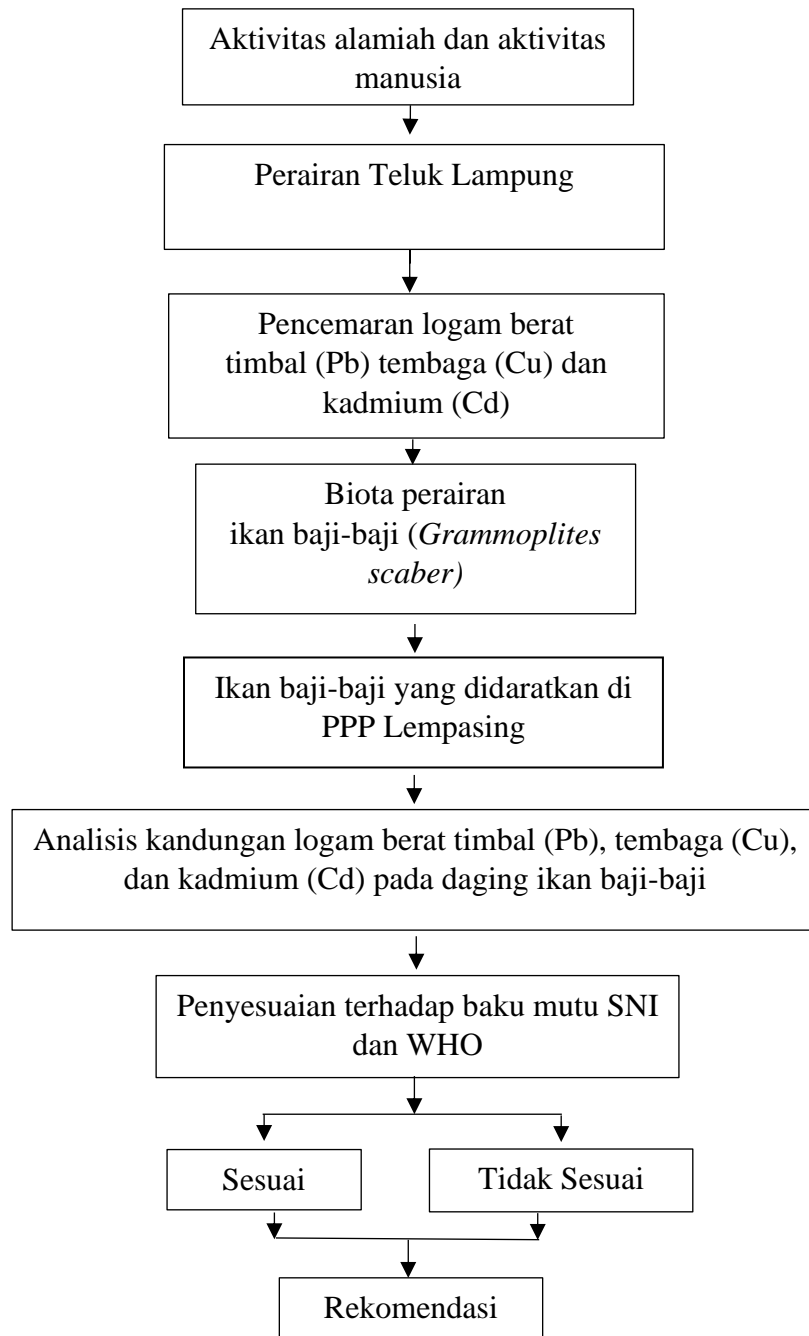 Aktivitas alamiah dan aktivitas
manusia
Perairan Teluk Lampung
Pencemaran logam berat
timbal (Pb) tembaga (Cu) dan
kadmium (Cd)
Biota perairan
ikan baji-baji (Grammoplites
scaber)
Ikan baji-baji yang didaratkan di
PPP Lempasing
Analisis kandungan logam berat timbal (Pb), tembaga (Cu),
dan kadmium (Cd) pada daging ikan baji-baji
Penyesuaian terhadap baku mutu SNI
dan WHO
Sesuai
Tidak Sesuai
Rekomendasi